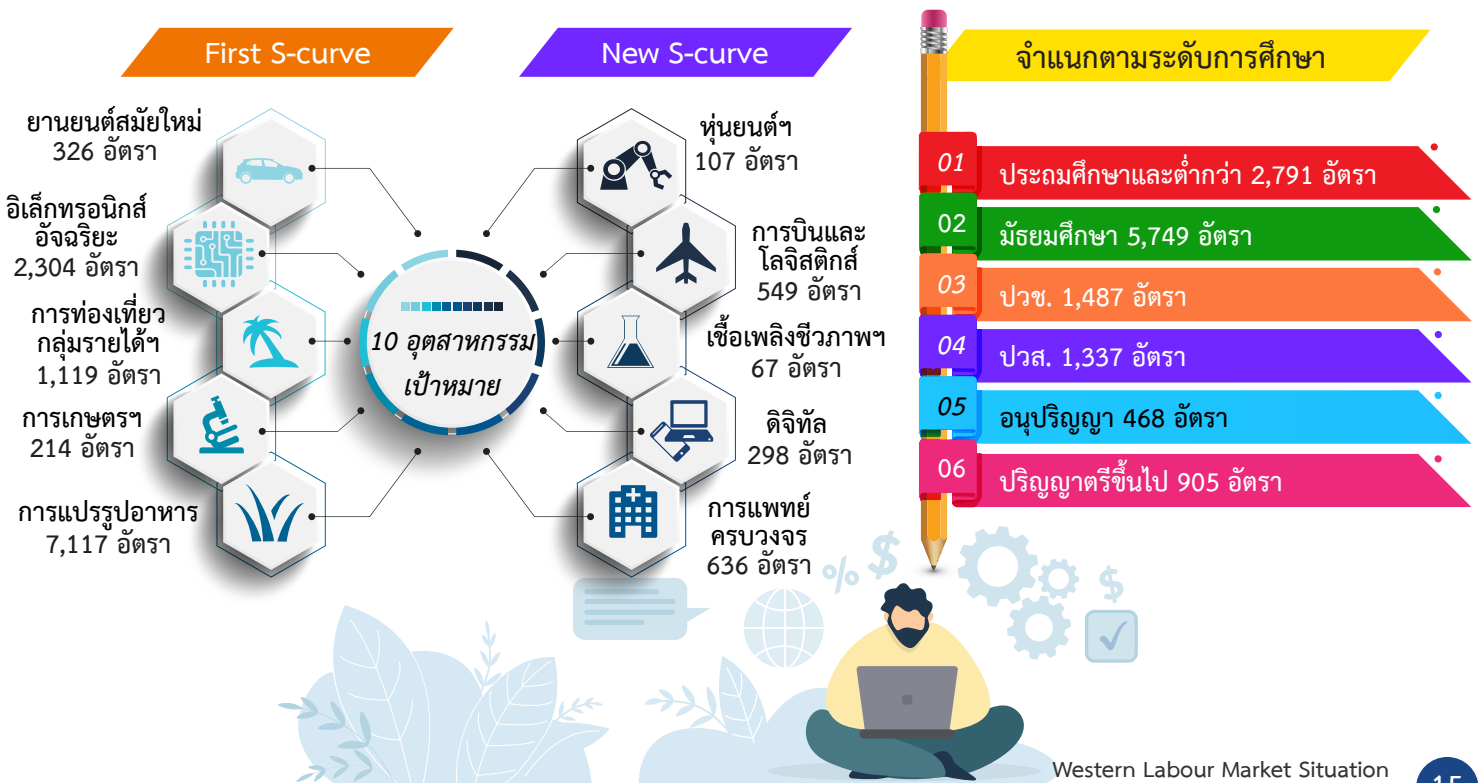 First S-curve
New S-curve
จำแนกตามระดับการศึกษา
ยานยนต์สมัยใหม่
326 อัตรา
อิเล็กทรอนิกส์
อัจฉริยะ
2,304 อัตรา
การท่องเที่ยว
กลุ่มรายได้ฯ
1,119 อัตรา
การเกษตรฯ
214 อัตรา
การแปรรูปอาหาร
7,117 อัตรา
10 อุตสาหกรรม
เป้าหมาย
หุ่นยนต์ฯ
107 อัตรา
การบินและ
โลจิสติกส์
549 อัตรา
เชื้อเพลิงชีวภาพฯ
67 อัตรา
ดิจิทัล
298 อัตรา
การแพทย์
ครบวงจร
636 อัตรา
01 ประถมศึกษาและต่ำกว่า 2,791 อัตรา
02 มัธยมศึกษา 5,749 อัตรา
03 ปวช. 1,487 อัตรา
04 ปวส. 1,337 อัตรา
05 อนุปริญญา 468 อัตรา
06 ปริญญาตรีขึ้นไป 905 อัตรา
% $
$
Western Labour Market Situation
15